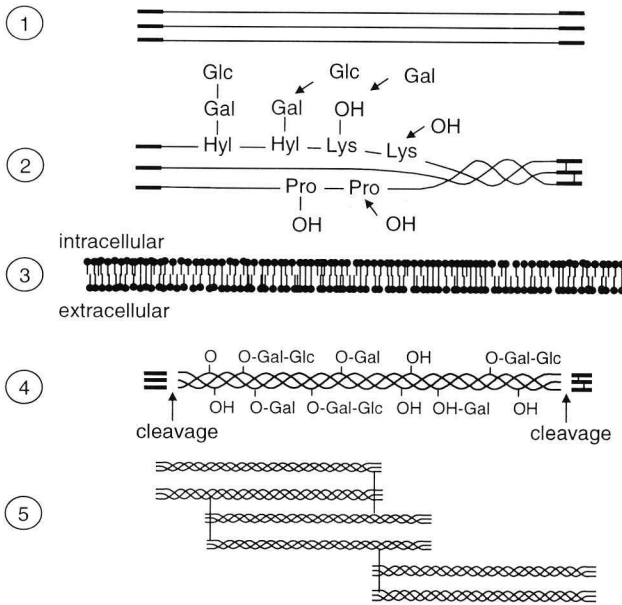 1
Glc Glc Gal
Gal Gal OH OH
Hyl Hyl Lys Lys
2
Pro Pro
OH OH
intracellular
3
extracellular
O O-Gal-Glc O-Gal OH O-Gal-Glc
4
OH O-Gal O-Gal-Glc OH OH-Gal OH
cleavage cleavage
5